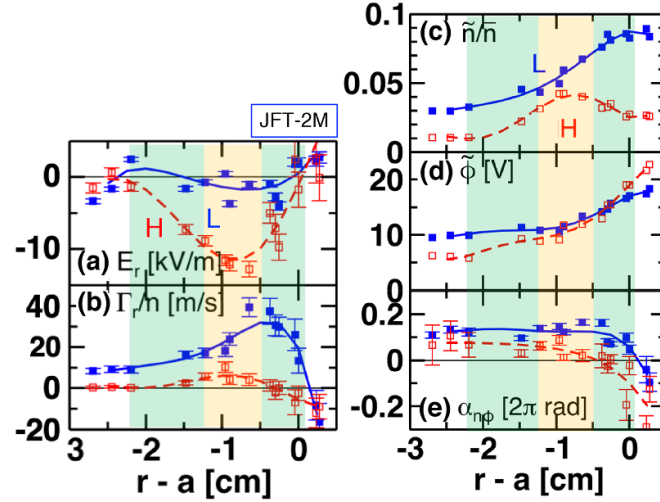 JFT-2M
0
-10
H
L
(a) E_r [kV/m]
40
20
0
-20
(b) Γ_r/n [m/s]
-3
-2
-1
0
r - a [cm]
0.1
0.05
0
(c) ñ/n̄
L
H
20
10
0
(d) φ̃ [V]
0.2
0
-0.2
(e) α_nφ [2π rad]
-3
-2
-1
0
r - a [cm]